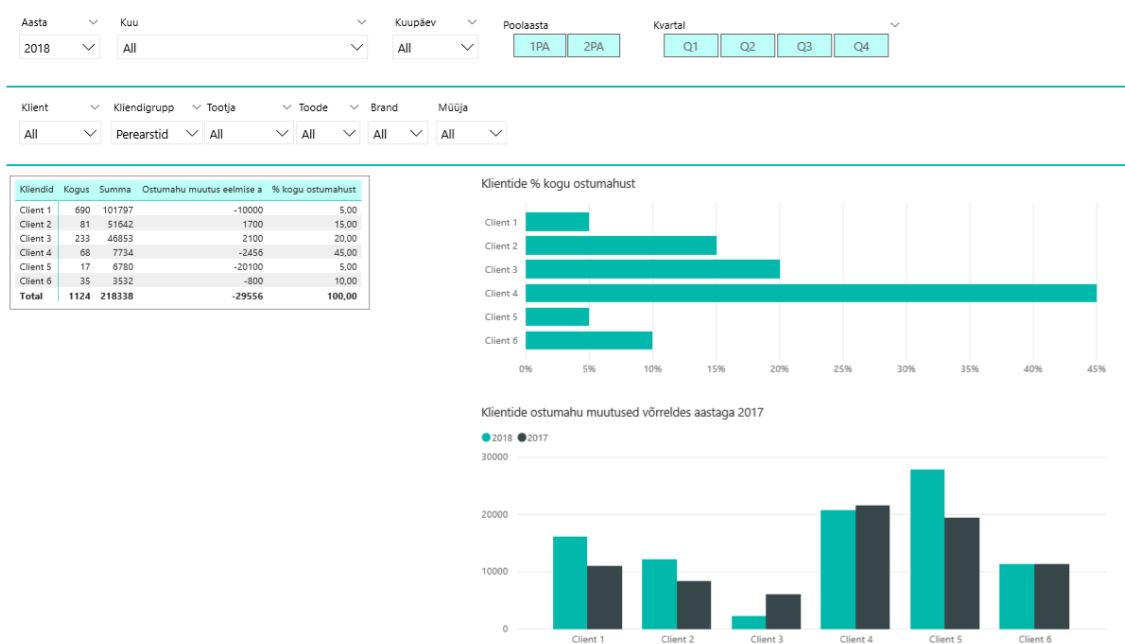 Aasta Kuu Kuupäev Poolaasta Kvartal
2018 All All 1PA 2PA Q1 Q2 Q3 Q4
Klient Kliendigrupp Tootja Toode Brand Müüja
All Perearstid All All All All
Kliendid Kogus Summa Ostumahu muutus eelmise a % kogu ostumahust
Client 1 690 101797 -10000 5,00
Client 2 81 51642 1700 15,00
Client 3 233 46853 2100 20,00
Client 4 68 7734 -2456 45,00
Client 5 17 6780 -20100 5,00
Client 6 35 3532 -800 10,00
Total 1124 218338 -29556 100,00
Klientide % kogu ostumahust
Client 1
Client 2
Client 3
Client 4
Client 5
Client 6
0% 5% 10% 15% 20% 25% 30% 35% 40% 45%
Klientide ostumahu muutused võrreldes aastaga 2017
2018 2017
30000
20000
10000
0
Client 1 Client 2 Client 3 Client 4 Client 5 Client 6